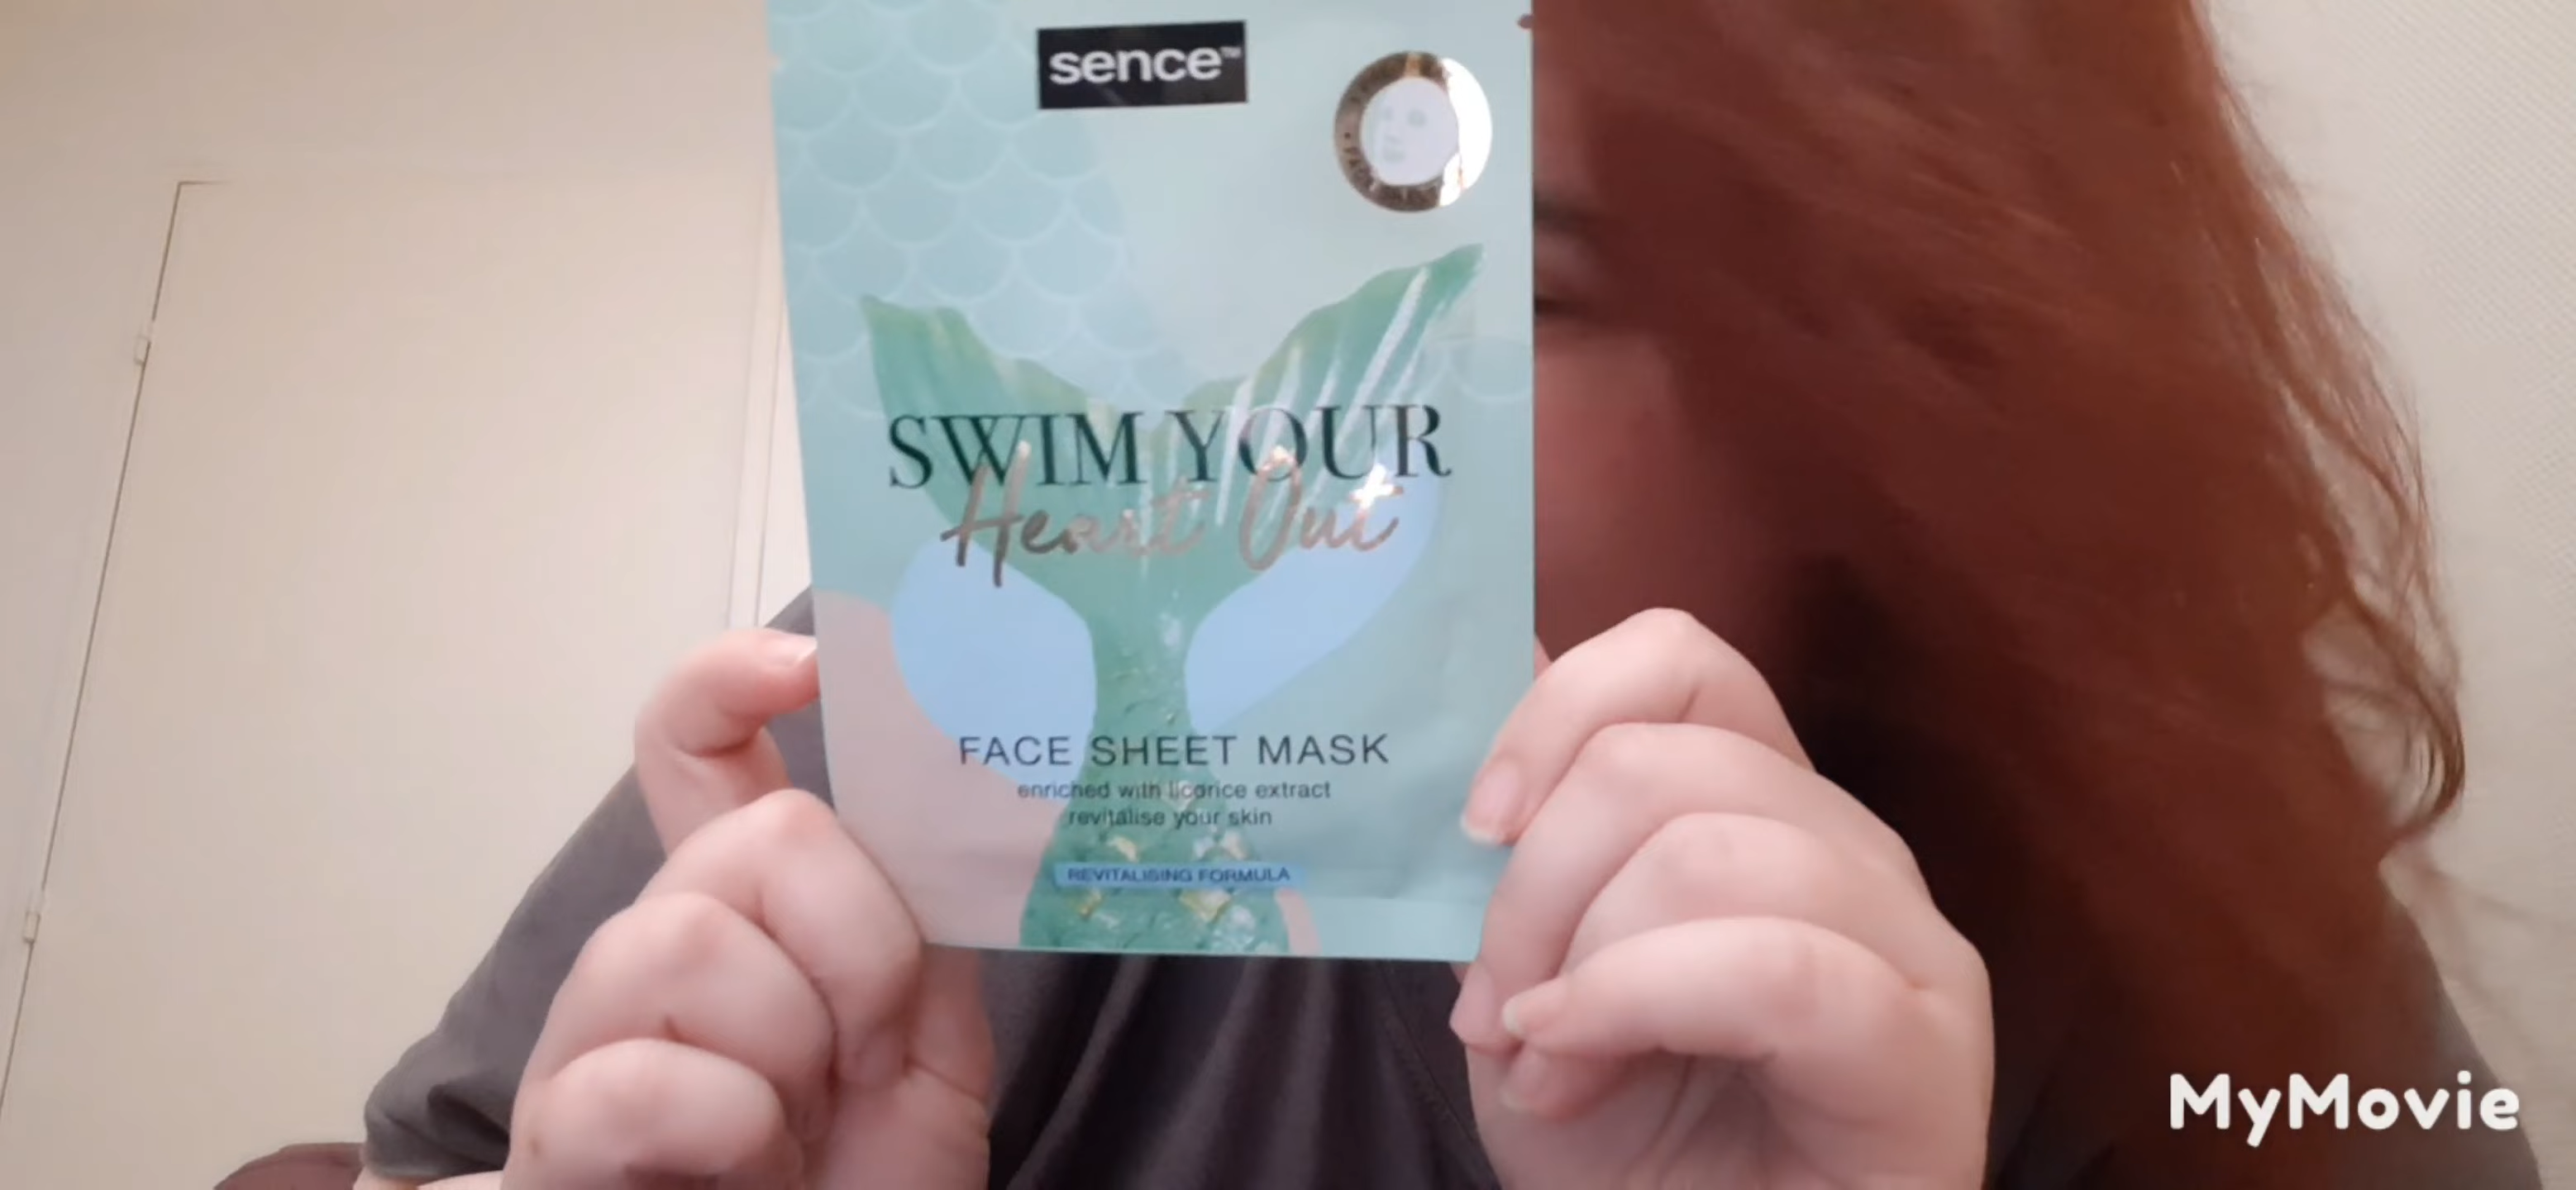 sence™
SWIM YOUR
Heart Out
FACE SHEET MASK
enriched with licorice extract
revitalise your skin
REVITALISING FORMULA
MyMovie